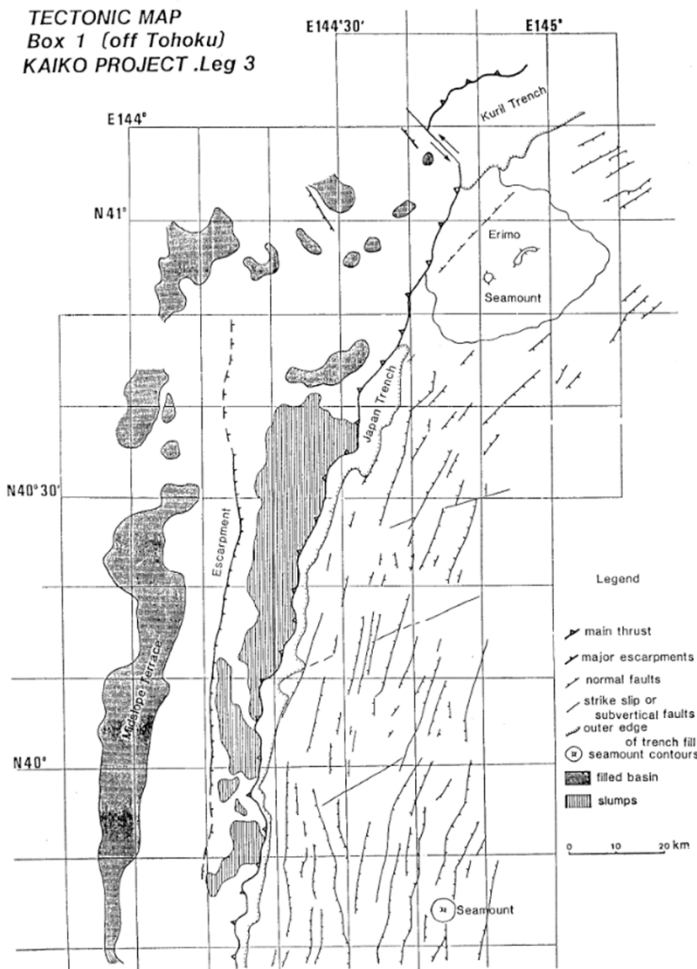 TECTONIC MAP
Box 1 (off Tohoku)
KAIKO PROJECT .Leg 3
E144°30'
E145°
E144°
Kuril Trench
N41°
Erimo
Seamount
Japan Trench
N40°30'
Escarpment
Midslope Terrace
N40°
Seamount
Legend
main thrust
major escarpments
normal faults
strike slip or
subvertical faults
outer edge
of trench fill
seamount contours
filled basin
slumps
0 10 20 km